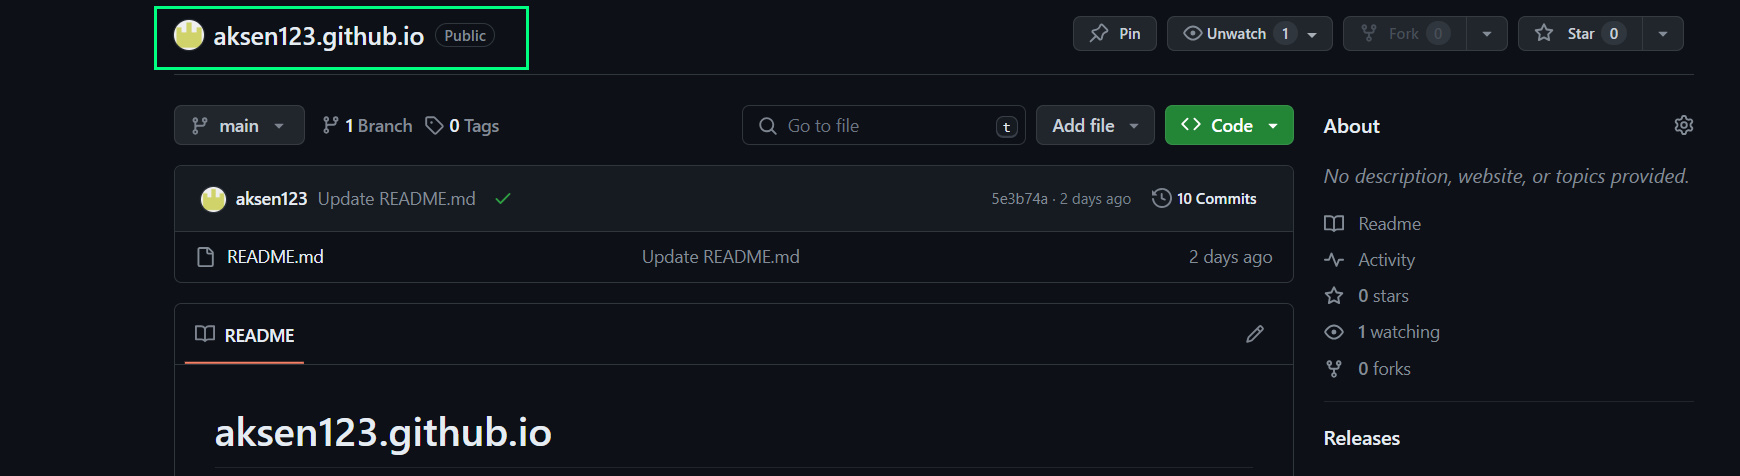 aksen123.github.io Public
Pin
Unwatch 1
Fork 0
Star 0
main
1 Branch
0 Tags
Go to file
t
Add file
Code
aksen123 Update README.md
5e3b74a · 2 days ago
10 Commits
README.md
Update README.md
2 days ago
README
aksen123.github.io
About
No description, website, or topics provided.
Readme
Activity
0 stars
1 watching
0 forks
Releases